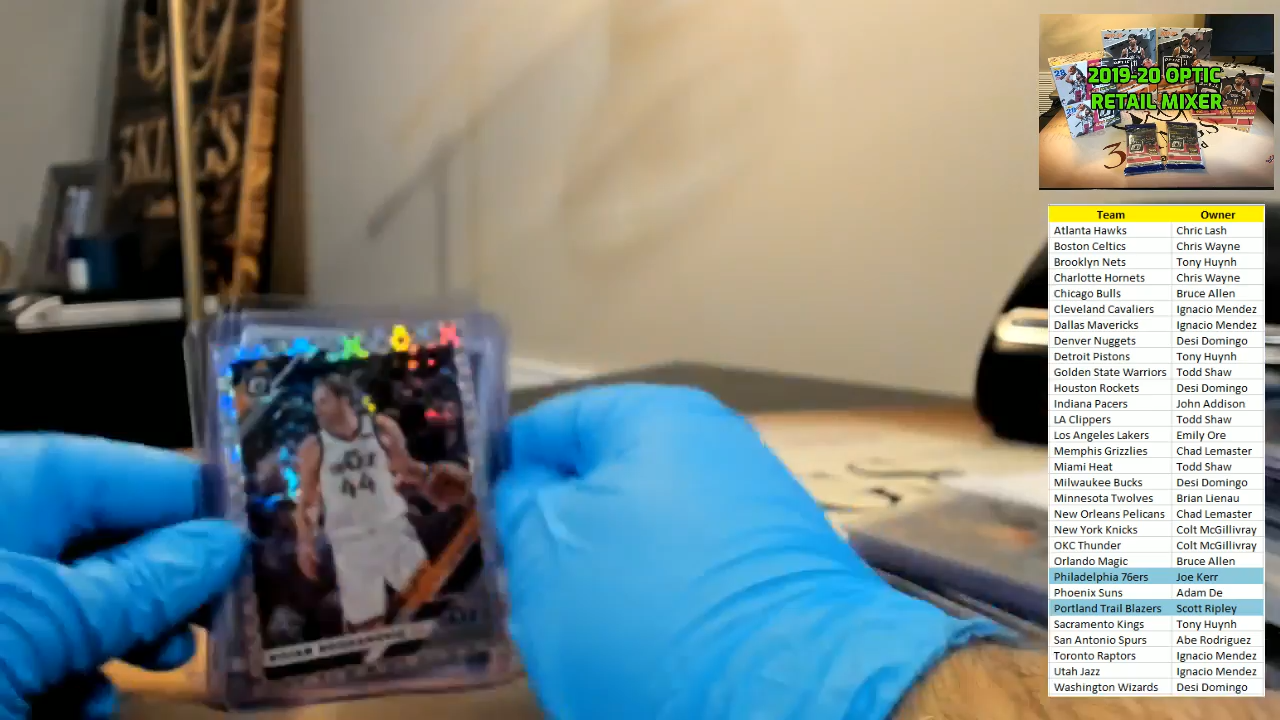 2019-20 OPTIC
RETAIL MIXER
Team Owner
Atlanta Hawks Chric Lash
Boston Celtics Chris Wayne
Brooklyn Nets Tony Huynh
Charlotte Hornets Chris Wayne
Chicago Bulls Bruce Allen
Cleveland Cavaliers Ignacio Mendez
Dallas Mavericks Ignacio Mendez
Denver Nuggets Desi Domingo
Detroit Pistons Tony Huynh
Golden State Warriors Todd Shaw
Houston Rockets Desi Domingo
Indiana Pacers John Addison
LA Clippers Todd Shaw
Los Angeles Lakers Emily Ore
Memphis Grizzlies Chad Lemaster
Miami Heat Todd Shaw
Milwaukee Bucks Desi Domingo
Minnesota Twolves Brian Lienau
New Orleans Pelicans Chad Lemaster
New York Knicks Colt McGillivray
OKC Thunder Colt McGillivray
Orlando Magic Bruce Allen
Philadelphia 76ers Joe Kerr
Phoenix Suns Adam De
Portland Trail Blazers Scott Ripley
Sacramento Kings Tony Huynh
San Antonio Spurs Abe Rodriguez
Toronto Raptors Ignacio Mendez
Utah Jazz Ignacio Mendez
Washington Wizards Desi Domingo
44
BOJAN BOGDANOVIC